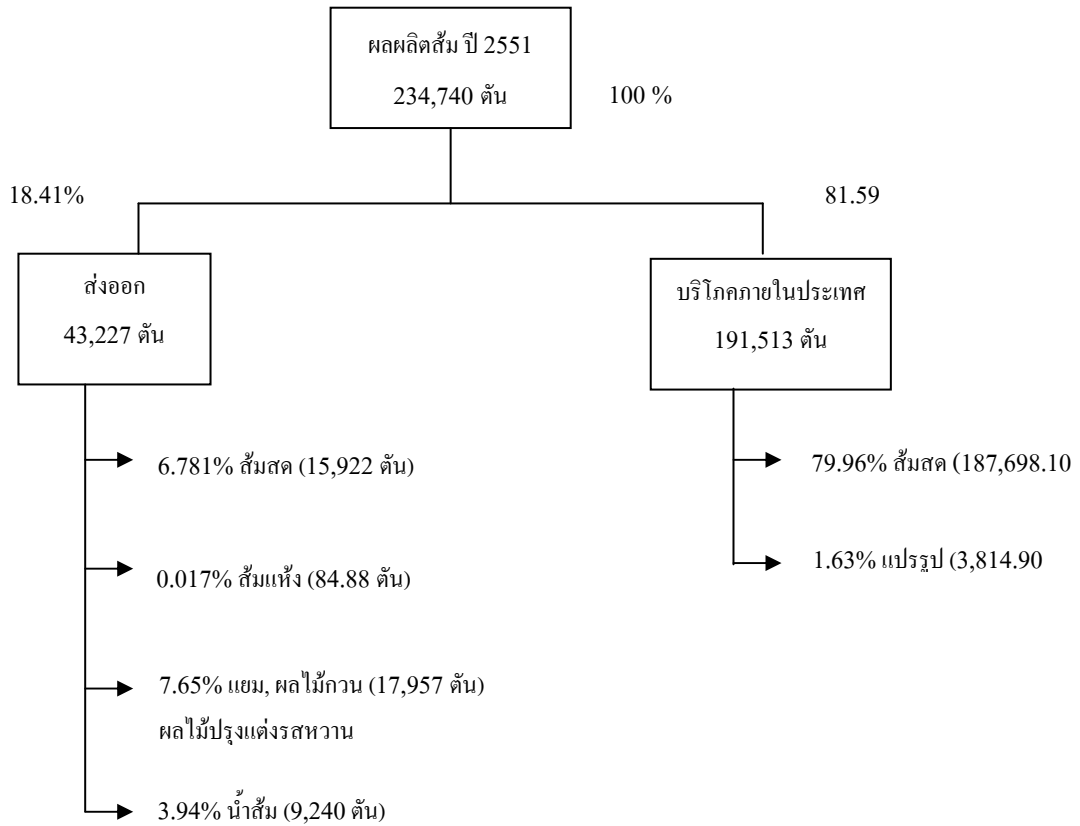 ผลผลิตส้ม ปี 2551
234,740 ตัน
100 %
18.41%
81.59
ส่งออก
43,227 ตัน
บริโภคภายในประเทศ
191,513 ตัน
6.781% ส้มสด (15,922 ตัน)
79.96% ส้มสด (187,698.10
0.017% ส้มแห้ง (84.88 ตัน)
1.63% แปรรูป (3,814.90
7.65% แยม, ผลไม้กวน (17,957 ตัน)
ผลไม้ปรุงแต่งรสหวาน
3.94% น้ำส้ม (9,240 ตัน)